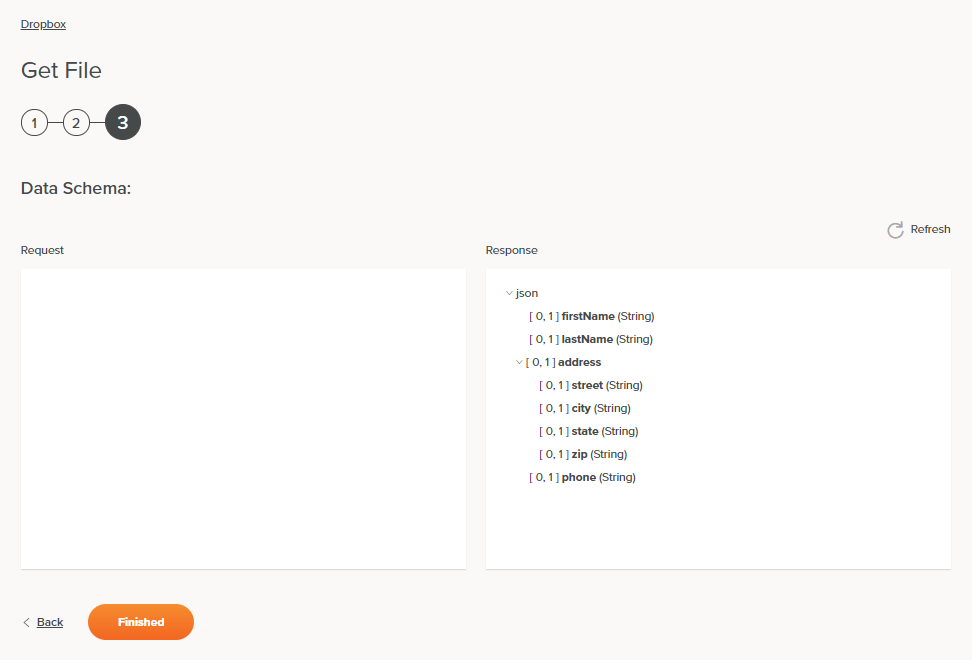 Dropbox
Get File
1 2 3
Data Schema:
Refresh
Request
Response
json
[ 0, 1 ] firstName (String)
[ 0, 1 ] lastName (String)
[ 0, 1 ] address
[ 0, 1 ] street (String)
[ 0, 1 ] city (String)
[ 0, 1 ] state (String)
[ 0, 1 ] zip (String)
[ 0, 1 ] phone (String)
Back
Finished